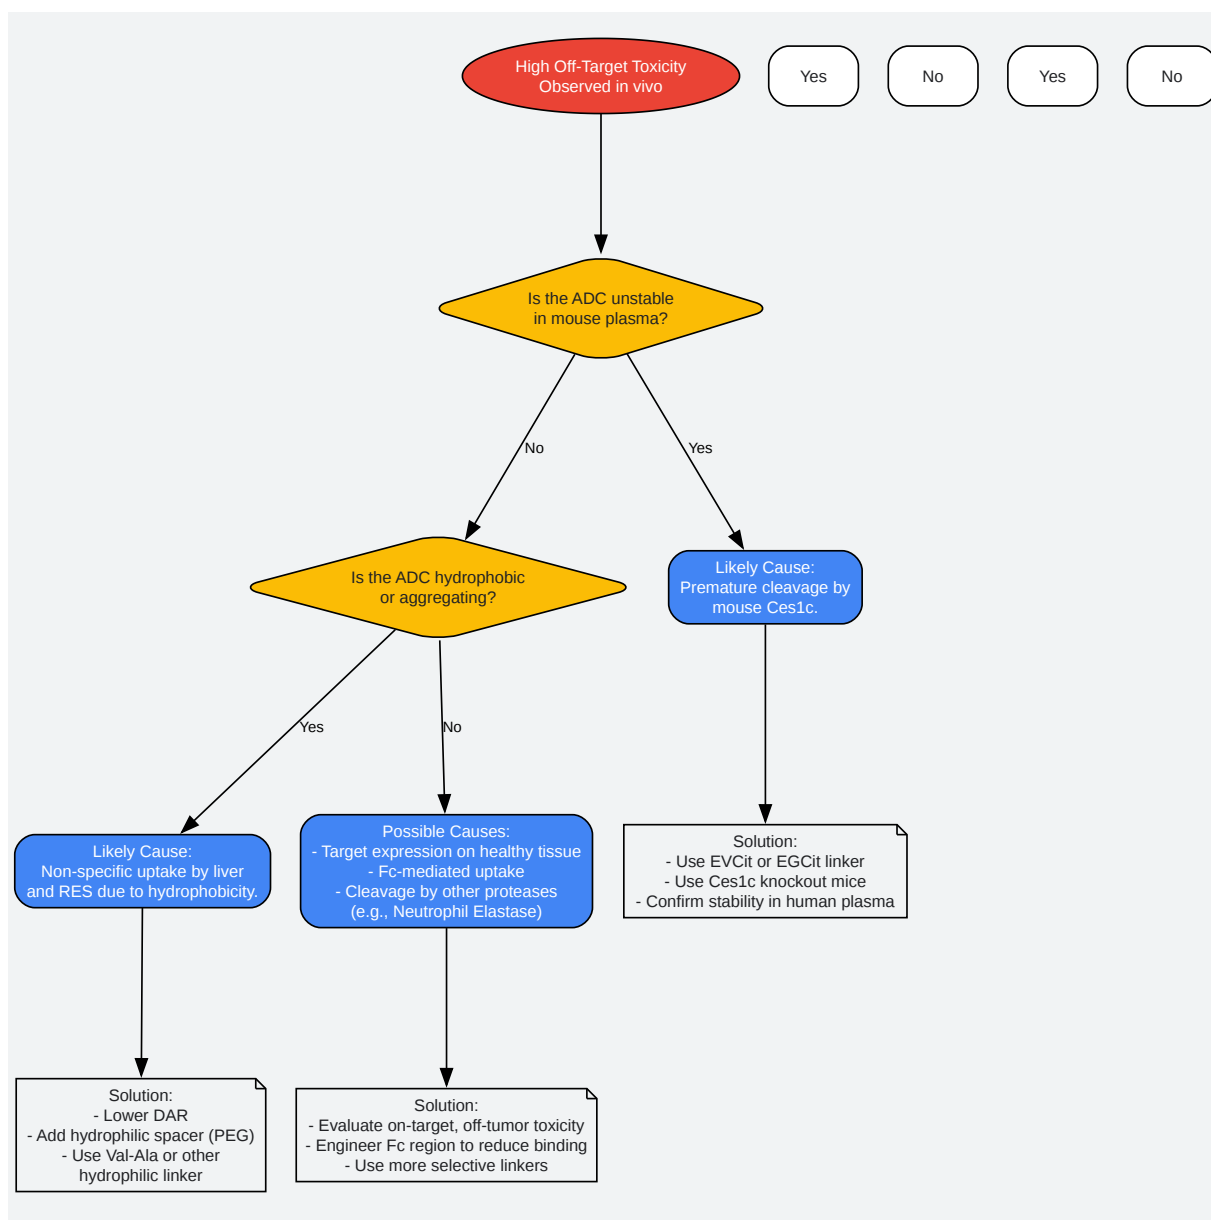 High Off-Target Toxicity
Observed in vivo
Yes
No
Yes
No
Is the ADC unstable
in mouse plasma?
No
Yes
Is the ADC hydrophobic
or aggregating?
Likely Cause:
Premature cleavage by
mouse Ces1c.
Yes
No
Likely Cause:
Non-specific uptake by liver
and RES due to hydrophobicity.
Possible Causes:
- Target expression on healthy tissue
- Fc-mediated uptake
- Cleavage by other proteases
(e.g., Neutrophil Elastase)
Solution:
- Use EVCit or EGCit linker
- Use Ces1c knockout mice
- Confirm stability in human plasma
Solution:
- Lower DAR
- Add hydrophilic spacer (PEG)
- Use Val-Ala or other
hydrophilic linker
Solution:
- Evaluate on-target, off-tumor toxicity
- Engineer Fc region to reduce binding
- Use more selective linkers